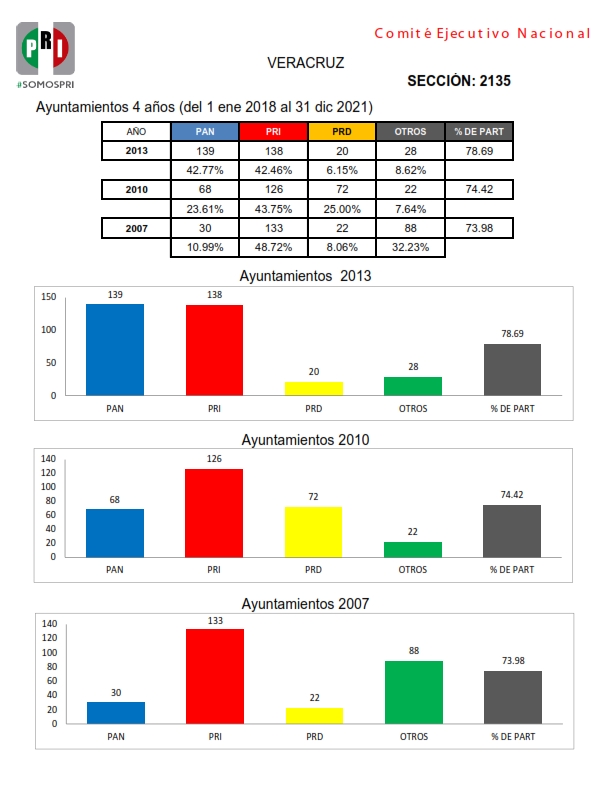 Comité Ejecutivo Nacional
PRI
#SOMOSPRI
VERACRUZ
SECCIÓN: 2135
Ayuntamientos 4 años (del 1 ene 2018 al 31 dic 2021)
AÑO PAN PRI PRD OTROS % DE PART
2013 139 138 20 28 78.69
42.77% 42.46% 6.15% 8.62%
2010 68 126 72 22 74.42
23.61% 43.75% 25.00% 7.64%
2007 30 133 22 88 73.98
10.99% 48.72% 8.06% 32.23%
Ayuntamientos 2013
150
100
50
0
139 138 20 28 78.69
PAN PRI PRD OTROS % DE PART
Ayuntamientos 2010
140
120
100
80
60
40
20
0
68 126 72 22 74.42
PAN PRI PRD OTROS % DE PART
Ayuntamientos 2007
140
120
100
80
60
40
20
0
30 133 22 88 73.98
PAN PRI PRD OTROS % DE PART